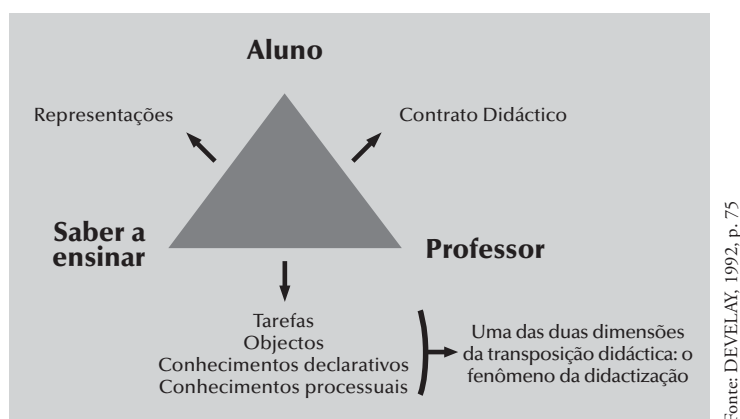 Aluno
Representações
Contrato Didáctico
Saber a
ensinar
Professor
Tarefas
Objectos
Conhecimentos declarativos
Conhecimentos processuais
Uma das duas dimensões
da transposição didáctica: o
fenômeno da didactização
Fonte: DEVELAY, 1992, p. 75